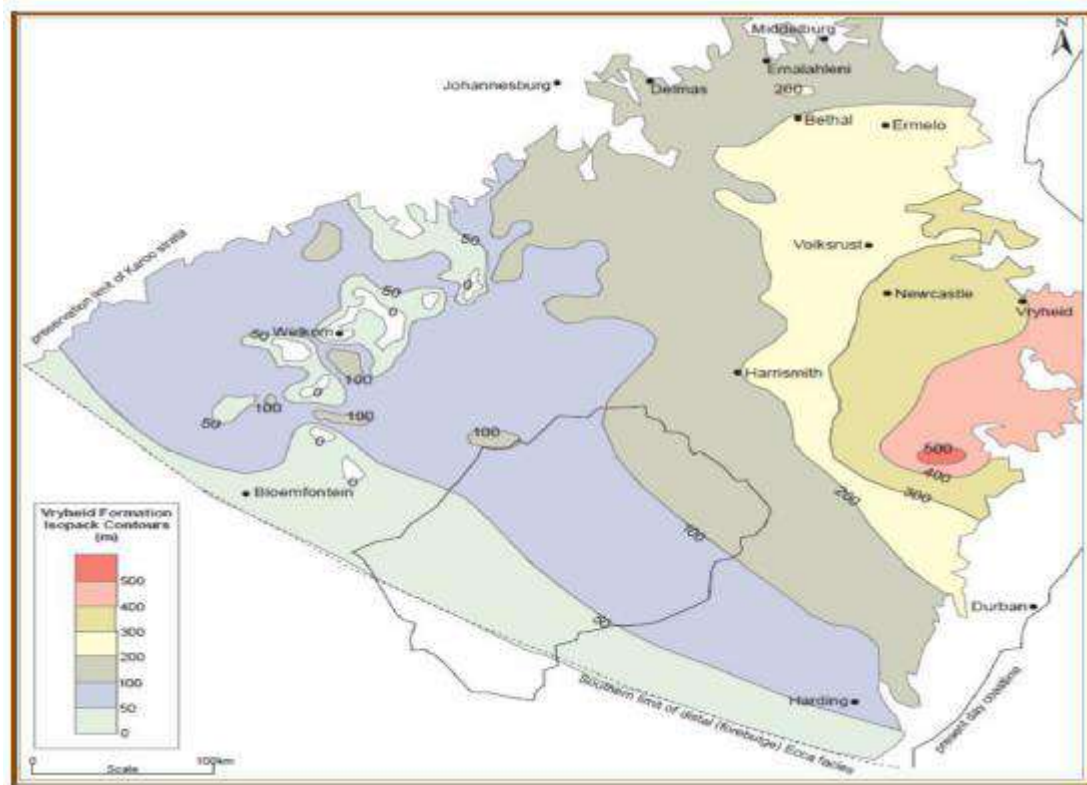 Middelburg
N
Emalahleni
Johannesburg
Delmas
200
Bethal
Ermelo
50
Volksrust
preservation limit of Karoo strata
0
50
Newcastle
0
Vryheid
Welkom
50
100
Harrismith
0
100
50
100
100
0
500
400
0
Bloemfontein
300
200
Vryheid Formation
Isopack Contours
(m)
100
500
400
300
200
100
50
0
50
Durban
Southern limit of distal (forebulge) Ecca facies
Harding
present day coastline
0
100km
Scale